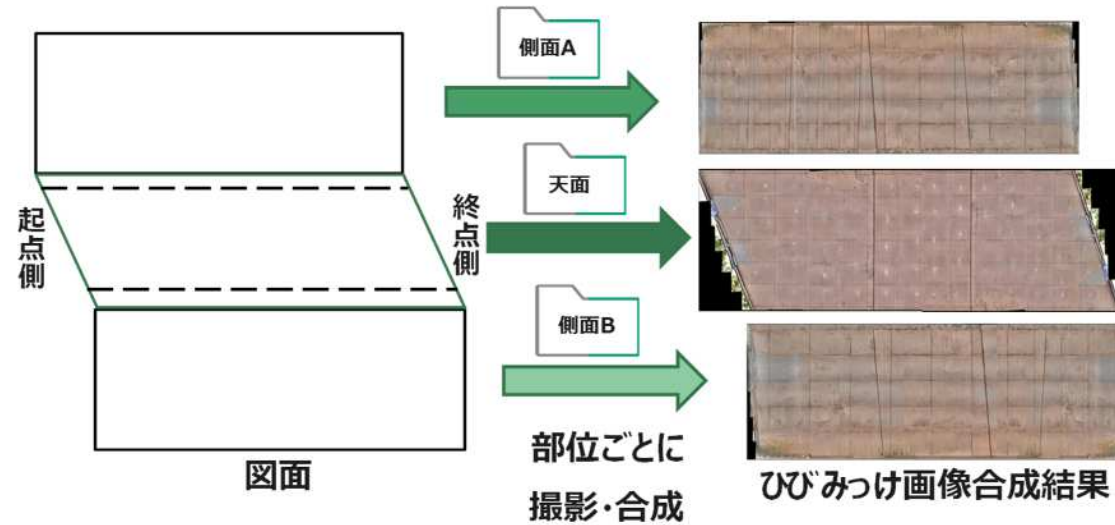 側面A
天面
起点側
終点側
側面B
図面
部位ごとに
撮影・合成
ひびみっけ画像合成結果